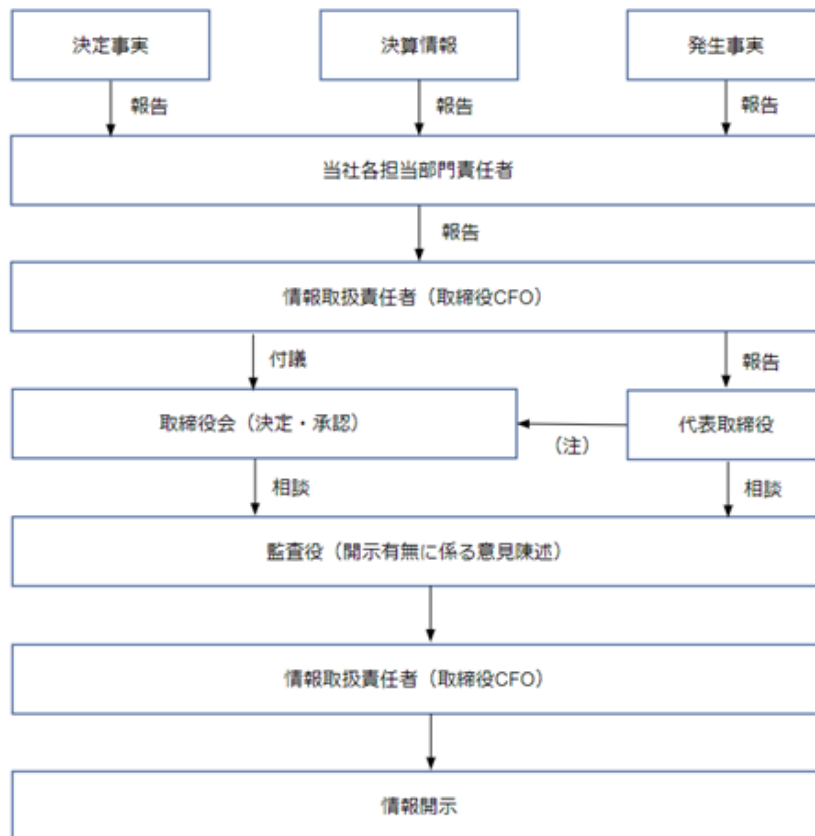 決定事実
決算情報
発生事実
報告
報告
報告
当社各担当部門責任者
報告
情報取扱責任者（取締役CFO）
付議
報告
取締役会（決定・承認）
代表取締役
（注）
相談
相談
監査役（開示有無に係る意見陳述）
情報取扱責任者（取締役CFO）
情報開示